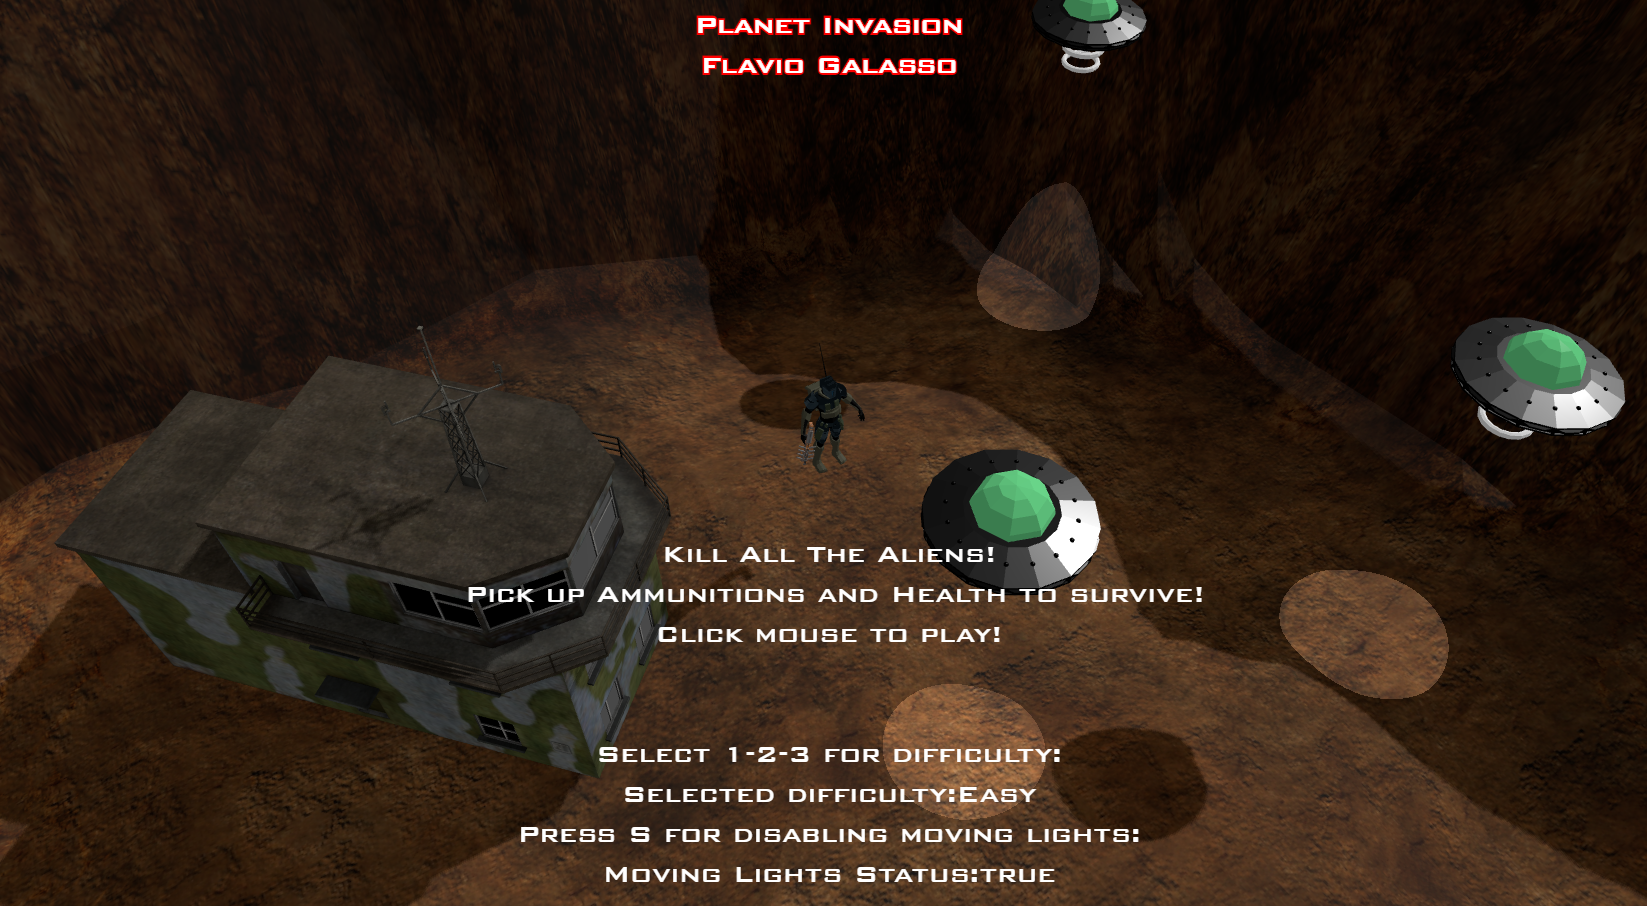 Planet Invasion
Flavio Galasso
Kill All The Aliens!
Pick up Ammunitions and Health to survive!
Click mouse to play!
Select 1-2-3 for difficulty:
Selected difficulty:Easy
Press S for disabling moving lights:
Moving Lights Status:true